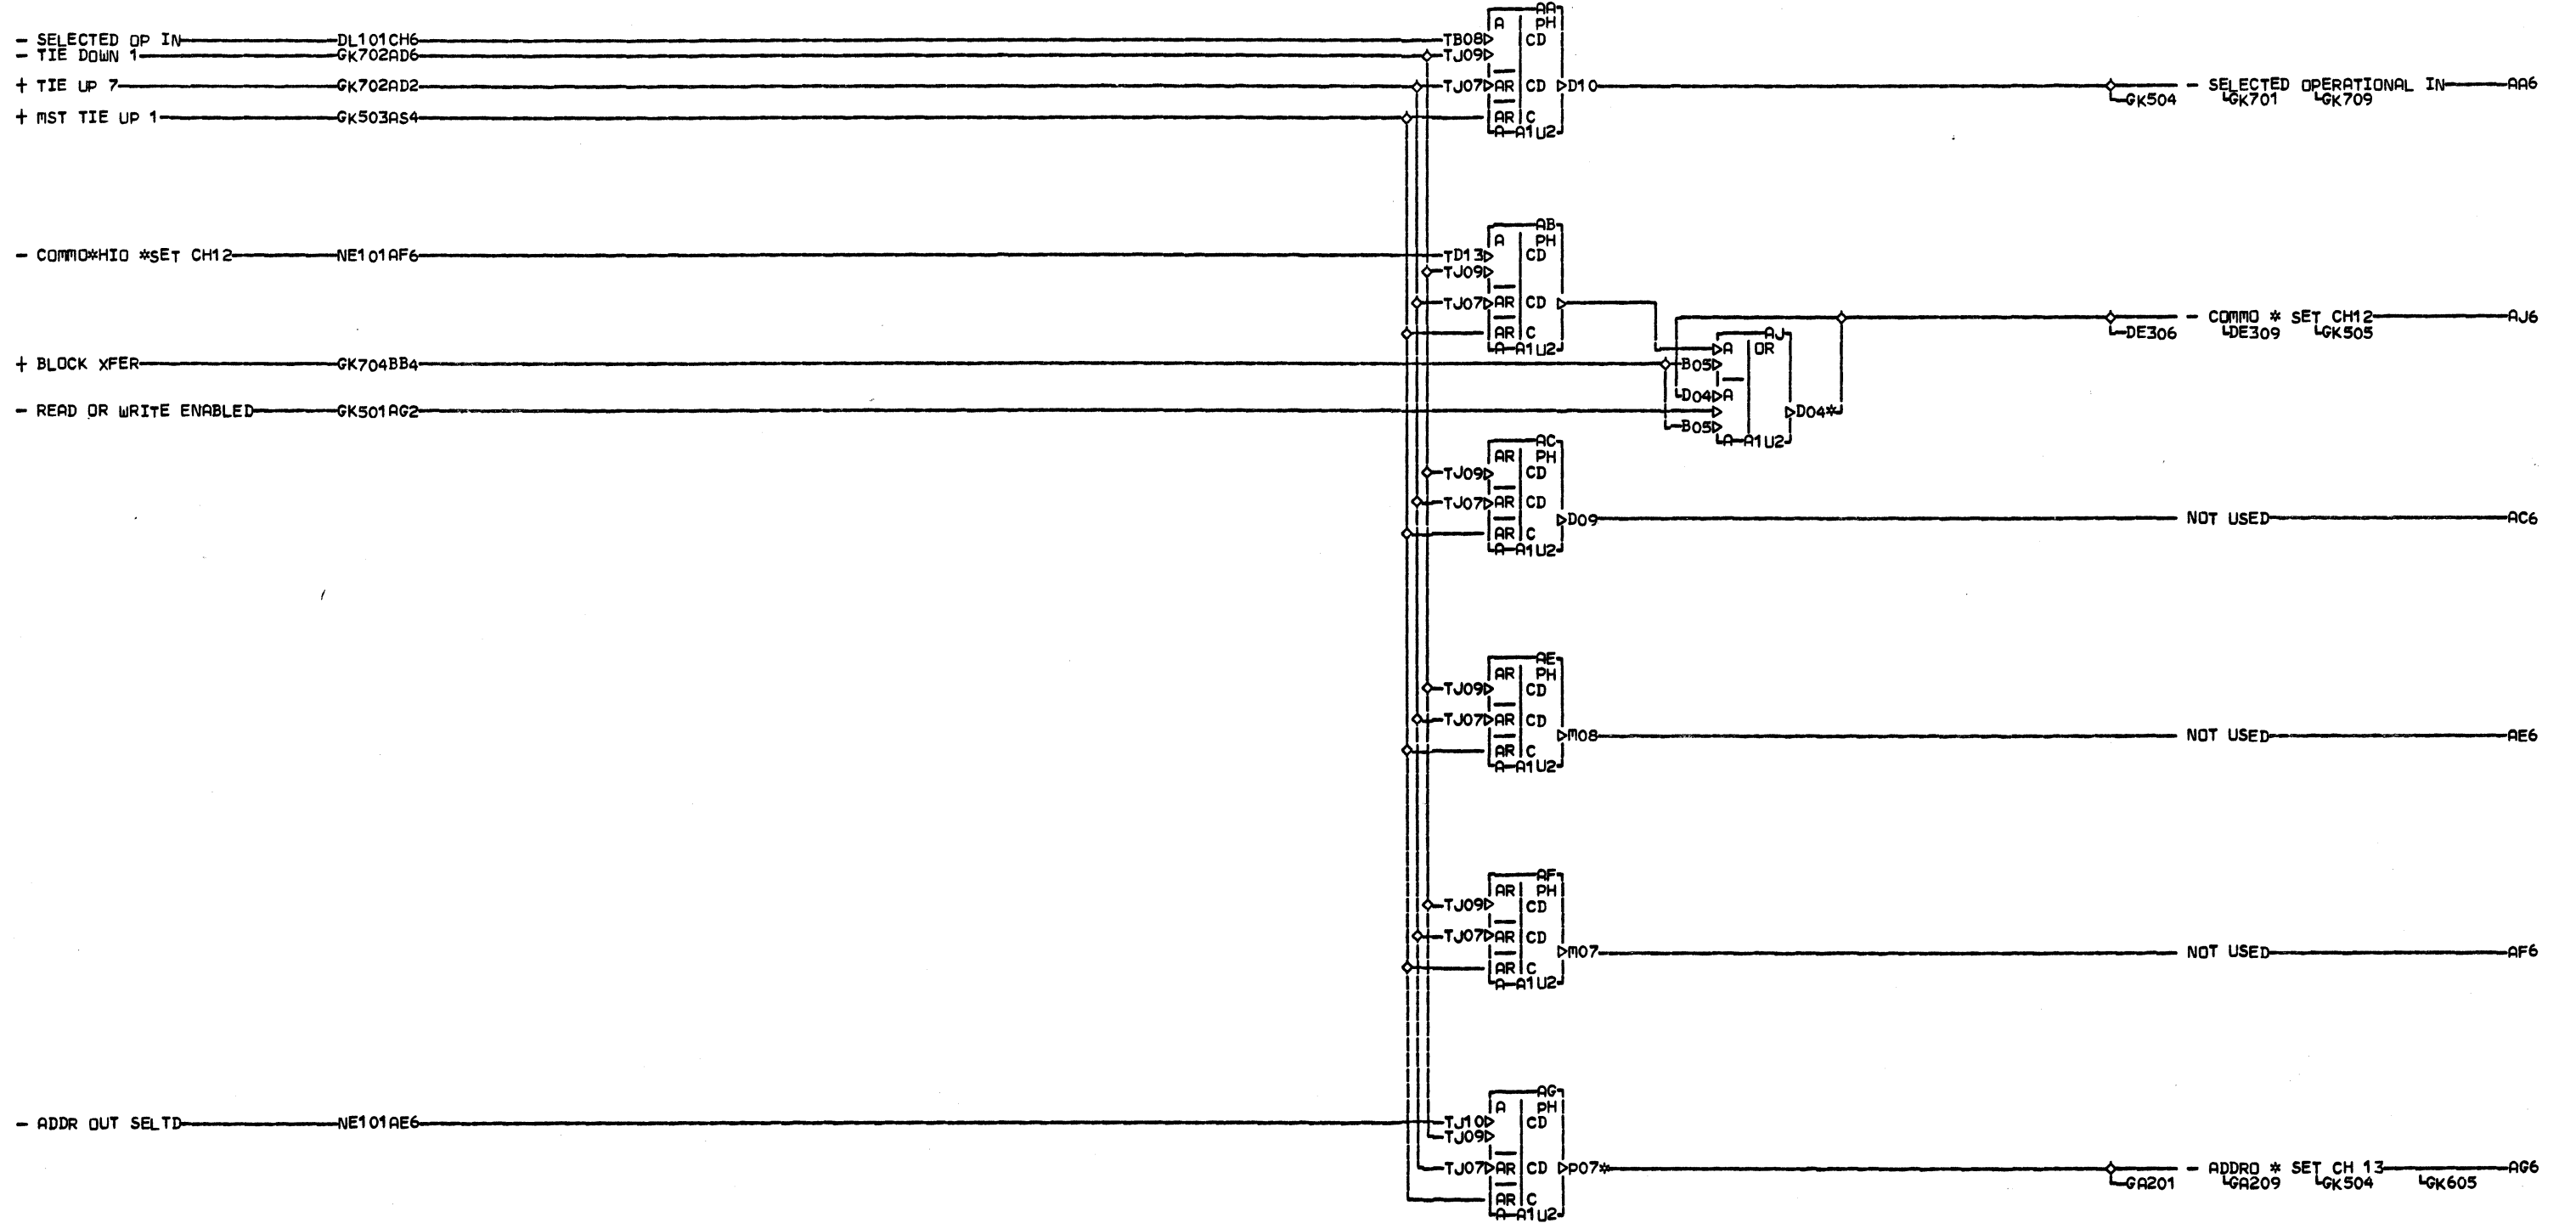 AA
A PH
- SELECTED OP IN DL101CH6 TB08 CD
- TIE DOWN 1 GK702AD6 TJ09
+ TIE UP 7 GK702AD2 TJ07 AR CD D10 - SELECTED OPERATIONAL IN AA6
GK504 GK701 GK709
+ MST TIE UP 1 GK503AS4 AR C
A A1U2
AB
A PH
- COMMO*HIO *SET CH12 NE101AF6 TD13 CD
TJ09
TJ07 AR CD
- COMMO * SET CH12 AJ6
DE306 DE309 GK505
AR C AJ
A A1U2 A OR
+ BLOCK XFER GK704BB4 B05
D04 A
- READ OR WRITE ENABLED GK501AG2 D04*
B05
A A1U2
AC
AR PH
TJ09 CD
TJ07 AR CD
D09 NOT USED AC6
AR C
A A1U2
AE
AR PH
TJ09 CD
TJ07 AR CD
M08 NOT USED AE6
AR C
A A1U2
AF
AR PH
TJ09 CD
TJ07 AR CD
M07 NOT USED AF6
AR C
A A1U2
AG
A PH
- ADDR OUT SELTD NE101AE6 TJ10 CD
TJ09
TJ07 AR CD P07* - ADDRO * SET CH 13 AG6
GA201 GA209 GK504 GK605
AR C
A A1U2